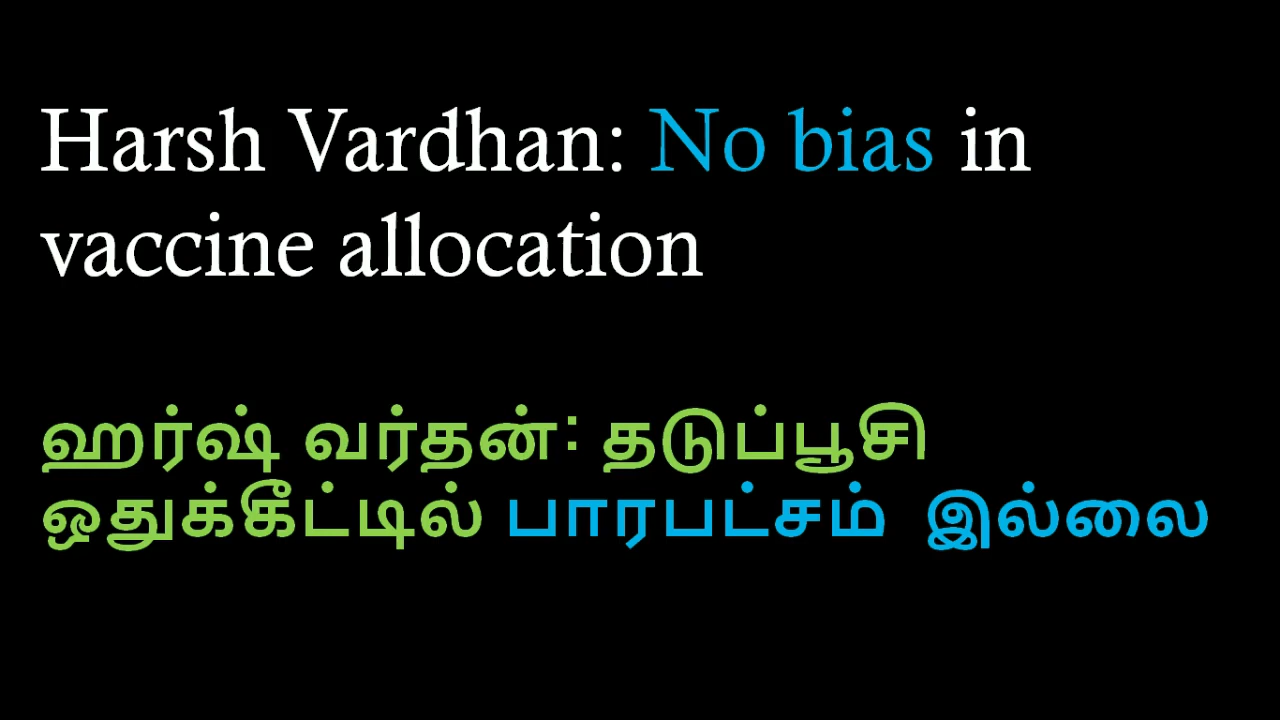 Harsh Vardhan: No bias in
vaccine allocation
ஹர்ஷ் வர்தன்: தடுப்பூசி
ஒதுக்கீட்டில் பாரபட்சம் இல்லை